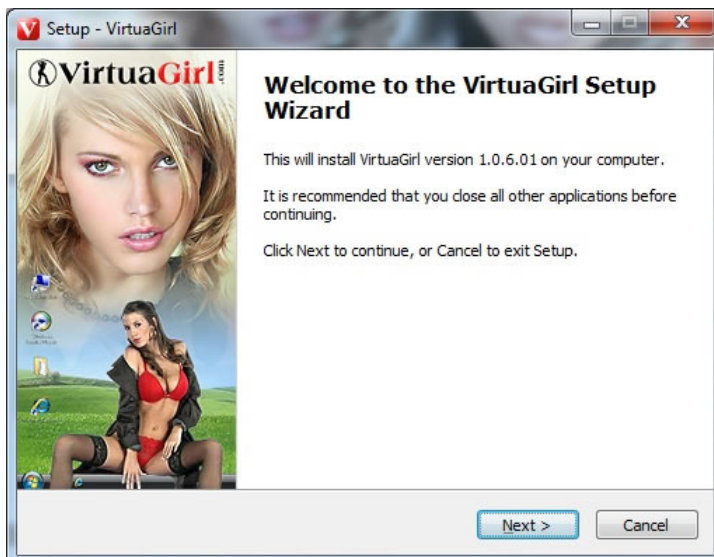 Setup - VirtuaGirl
VirtuaGirl.com
Welcome to the VirtuaGirl Setup
Wizard
This will install VirtuaGirl version 1.0.6.01 on your computer.
It is recommended that you close all other applications before
continuing.
Click Next to continue, or Cancel to exit Setup.
Next >
Cancel